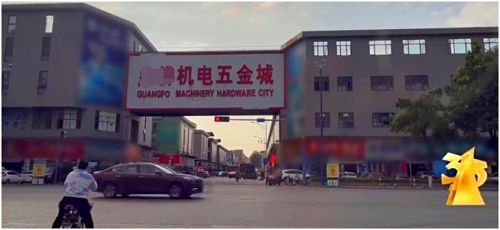 机电五金城
GUANGFO MACHINERY HARDWARE CITY